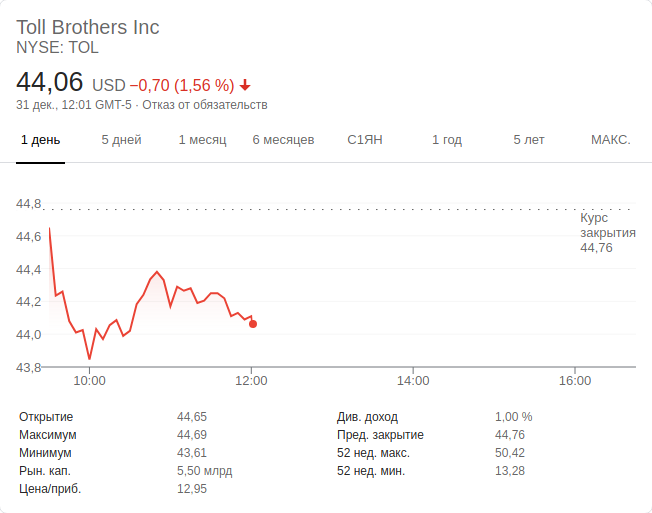 Toll Brothers Inc
NYSE: TOL
44,06 USD −0,70 (1,56 %)
31 дек., 12:01 GMT-5 · Отказ от обязательств
1 день 5 дней 1 месяц 6 месяцев С1ЯН 1 год 5 лет МАКС.
44,8
Курс
закрытия
44,76
44,6
44,4
44,2
44,0
43,8
10:00 12:00 14:00 16:00
Открытие 44,65
Максимум 44,69
Минимум 43,61
Рын. кап. 5,50 млрд
Цена/приб. 12,95
Див. доход 1,00 %
Пред. закрытие 44,76
52 нед. макс. 50,42
52 нед. мин. 13,28